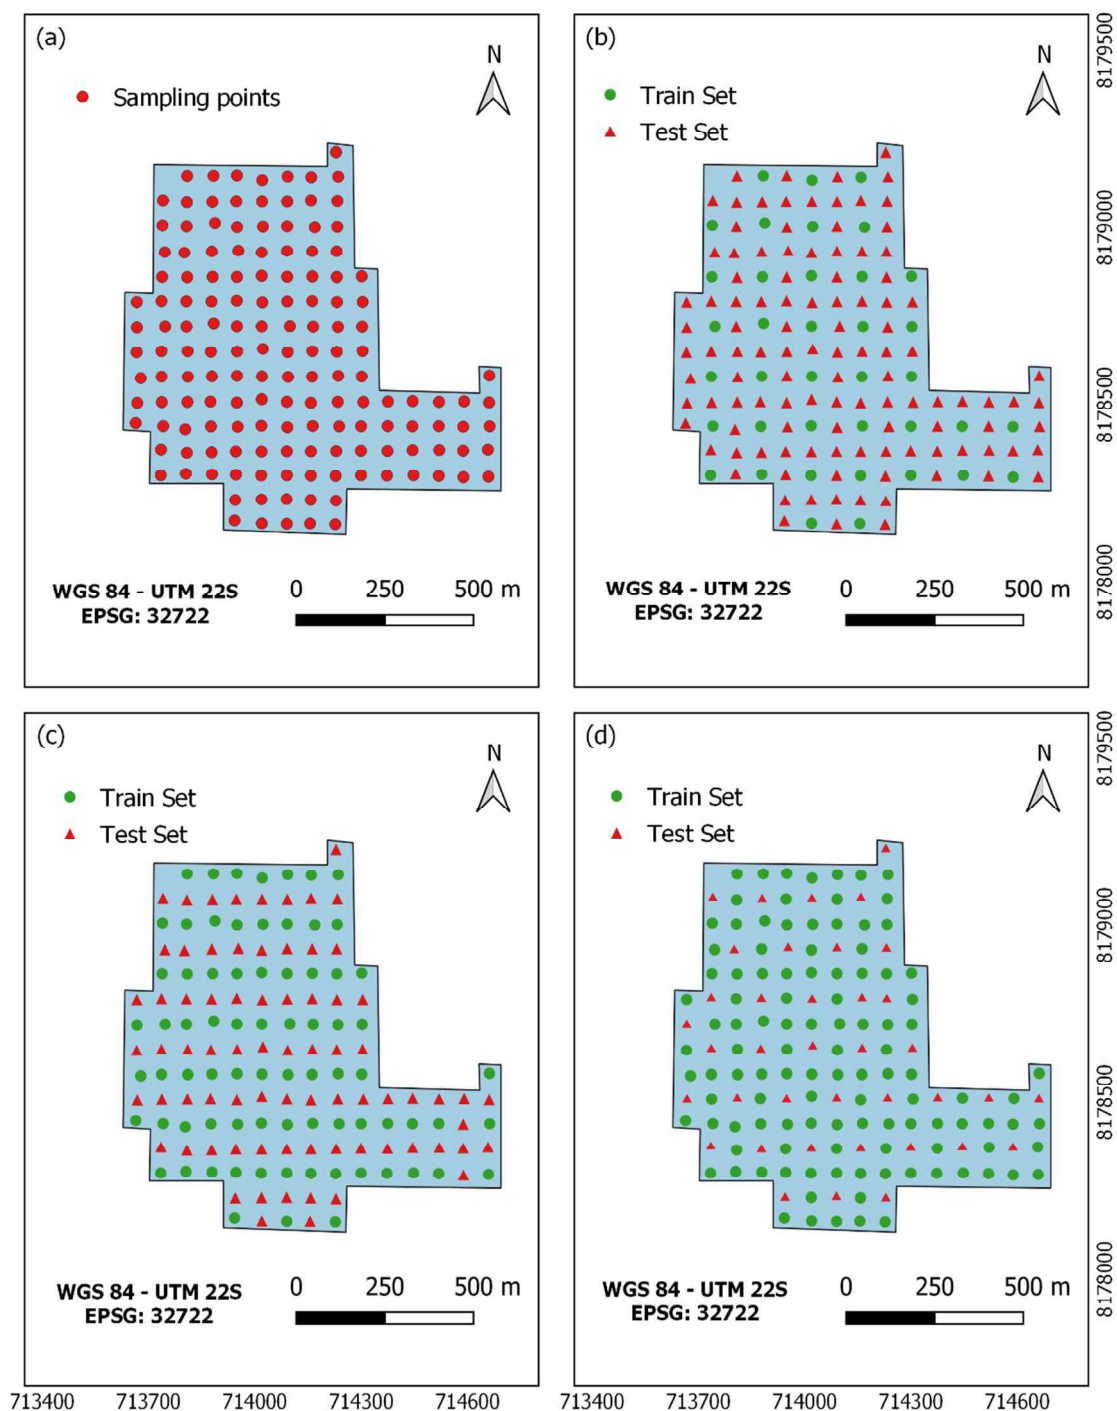 (a)
N
Sampling points
WGS 84 - UTM 22S
EPSG: 32722
0 250 500 m
(b)
N
Train Set
Test Set
WGS 84 - UTM 22S
EPSG: 32722
0 250 500 m
8179500
8179000
8178500
8178000
(c)
N
Train Set
Test Set
WGS 84 - UTM 22S
EPSG: 32722
0 250 500 m
(d)
N
Train Set
Test Set
WGS 84 - UTM 22S
EPSG: 32722
0 250 500 m
8179500
8179000
8178500
8178000
713400 713700 714000 714300 714600
713400 713700 714000 714300 714600